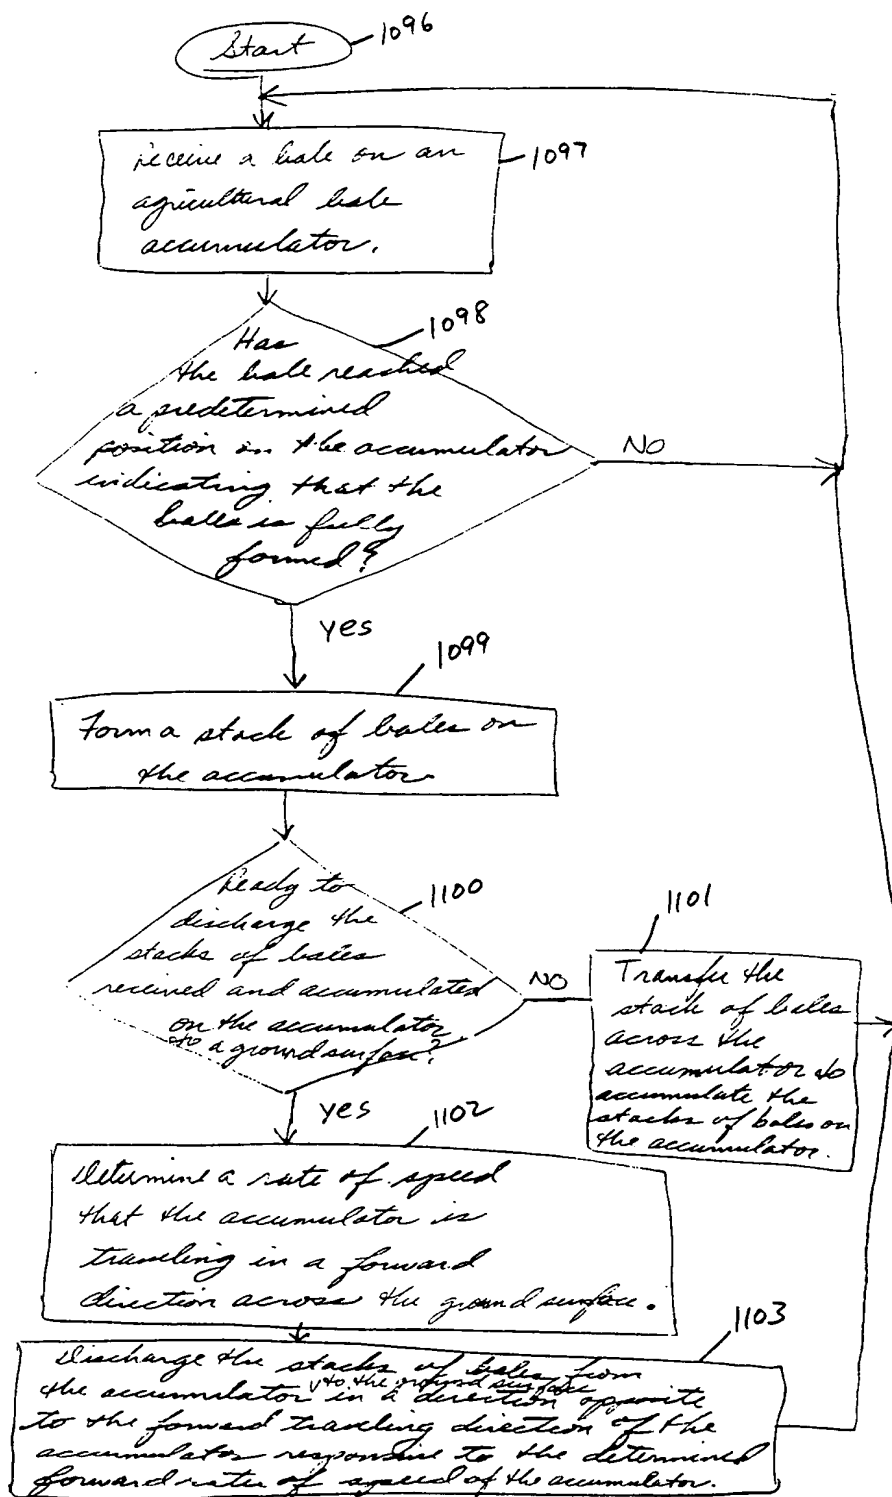 Start
1096
receive a bale on an
agricultural bale
accumulator.
1097
1098
Has
the bale reached
a predetermined
position on the accumulator
indicating that the
bales is fully
formed?
No
yes
1099
Form a stack of bales on
the accumulator.
1100
Ready to
discharge the
stacks of bales
received and accumulated
on the accumulator
to a ground surface?
NO
yes
1101
Transfer the
stack of bales
across the
accumulator to
accumulate the
stacks of bales on
the accumulator.
1102
Determine a rate of speed
that the accumulator is
traveling in a forward
direction across the ground surface.
1103
Discharge the stacks of bales from
to the ground surface
the accumulator in a direction opposite
to the forward traveling direction of the
accumulator responsive to the determined
forward rate of speed of the accumulator.